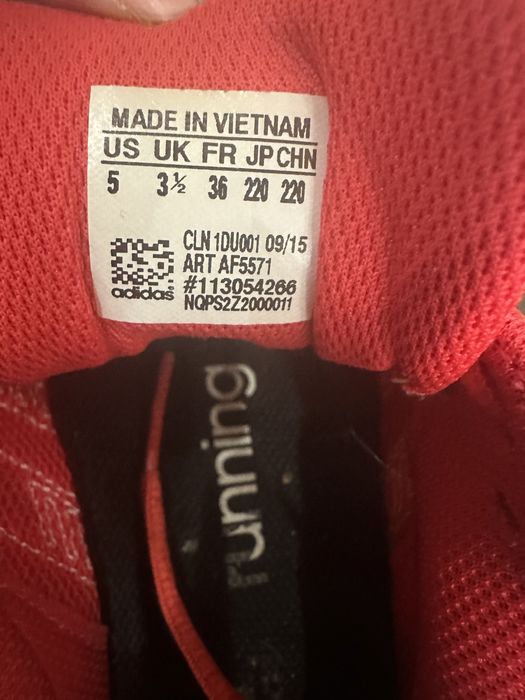 MADE IN VIETNAM
US UK FR JP CHN
5 3½ 36 220 220
CLN 1DU001 09/15
ART AF5571
#113054266
NQPS2Z2000011
adidas
running